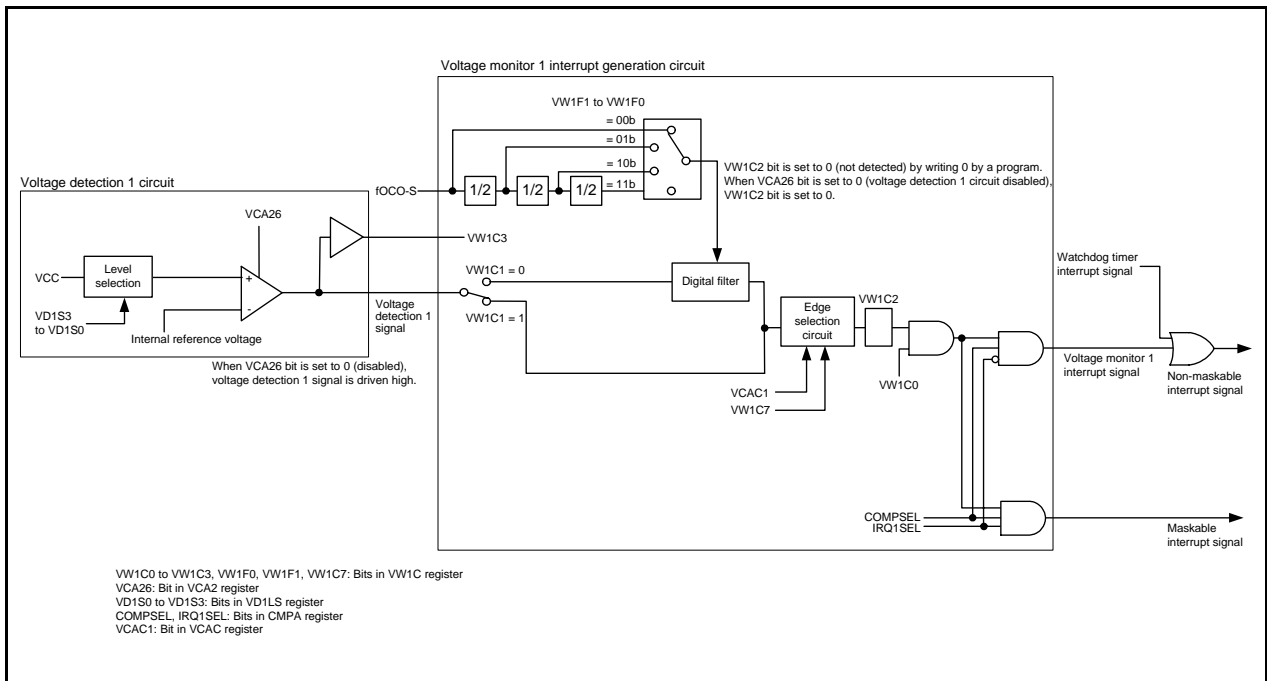 Voltage monitor 1 interrupt generation circuit
VW1F1 to VW1F0
= 00b
= 01b
= 10b
= 11b
fOCO-S
1/2
1/2
1/2
VW1C2 bit is set to 0 (not detected) by writing 0 by a program.
When VCA26 bit is set to 0 (voltage detection 1 circuit disabled),
VW1C2 bit is set to 0.
Voltage detection 1 circuit
VCA26
VCC
Level
selection
+
-
VD1S3
to VD1S0
Internal reference voltage
VW1C3
Voltage
detection 1
signal
When VCA26 bit is set to 0 (disabled),
voltage detection 1 signal is driven high.
VW1C1 = 0
VW1C1 = 1
Digital filter
Edge
selection
circuit
VW1C2
VCAC1
VW1C7
VW1C0
Watchdog timer
interrupt signal
Voltage monitor 1
interrupt signal
Non-maskable
interrupt signal
COMPSEL
IRQ1SEL
Maskable
interrupt signal
VW1C0 to VW1C3, VW1F0, VW1F1, VW1C7: Bits in VW1C register
VCA26: Bit in VCA2 register
VD1S0 to VD1S3: Bits in VD1LS register
COMPSEL, IRQ1SEL: Bits in CMPA register
VCAC1: Bit in VCAC register